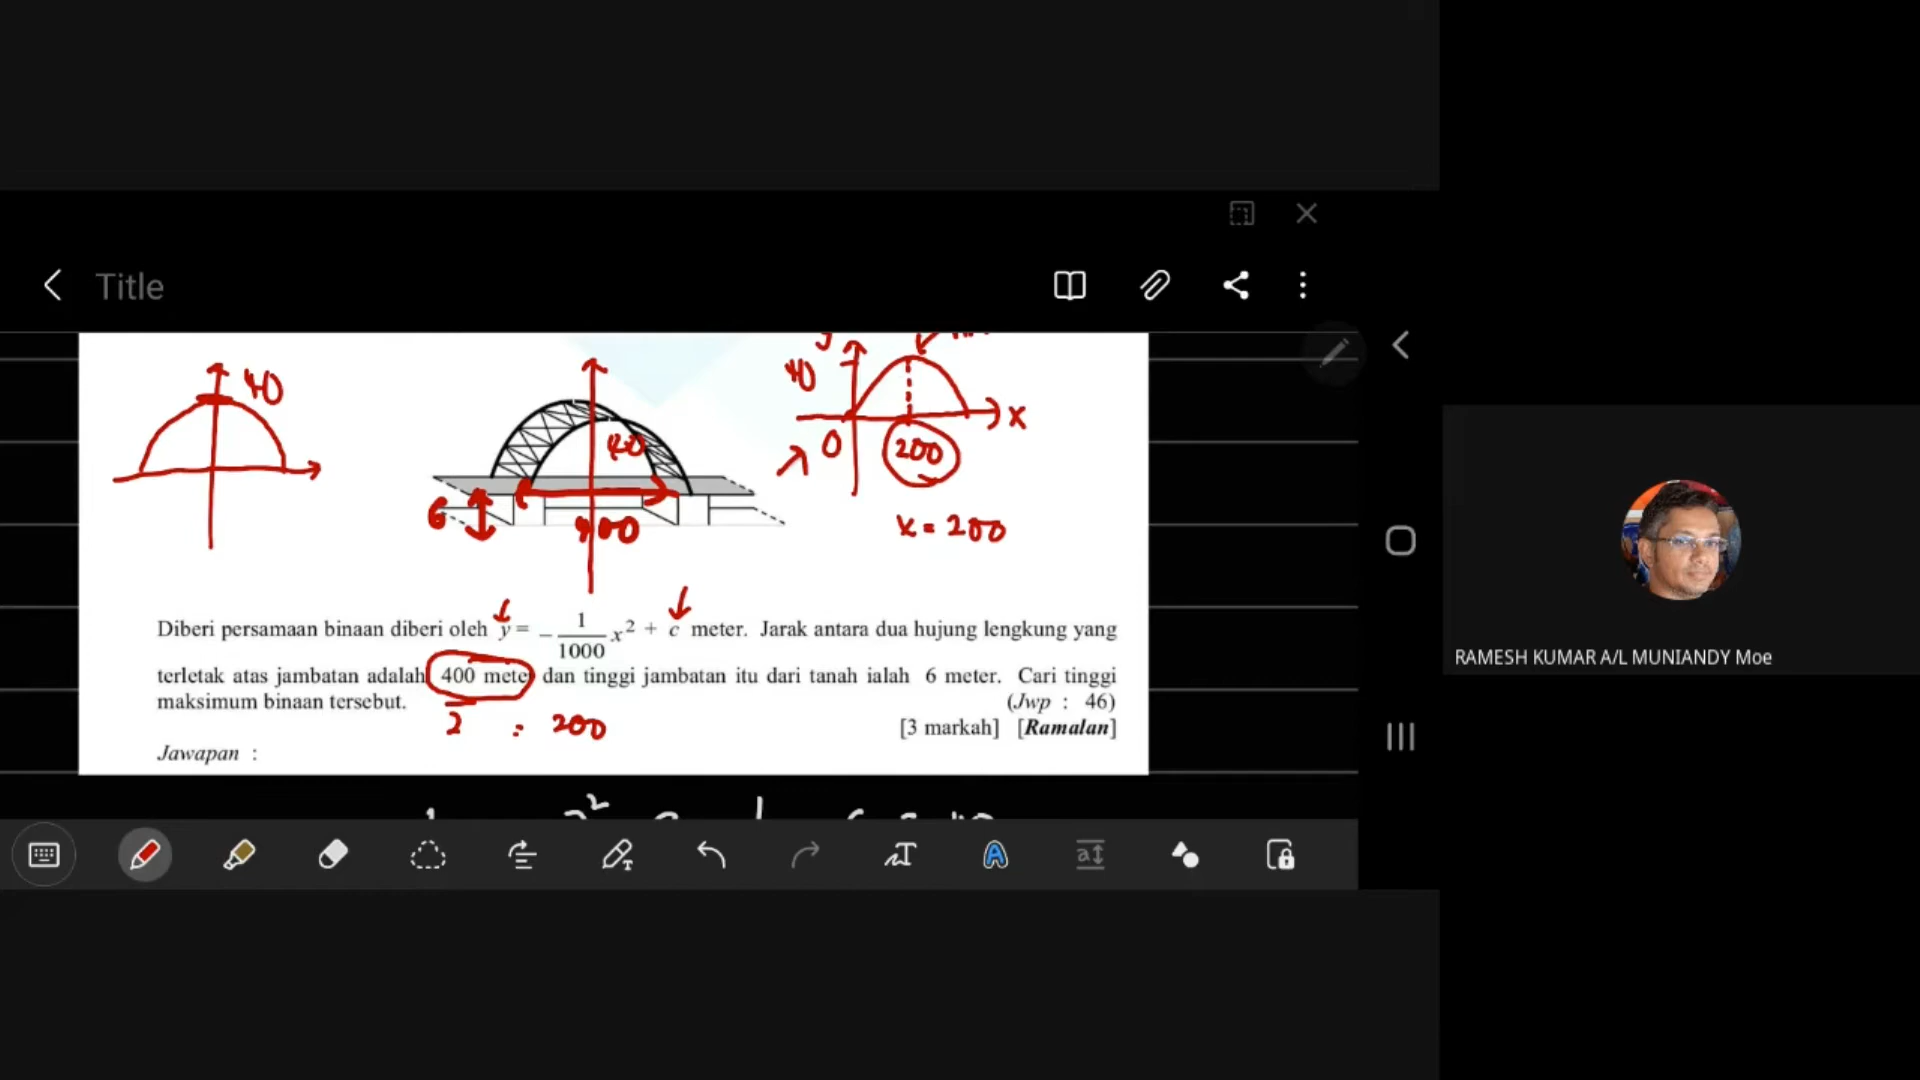 Title
40
y
40
x
0
200
x = 200
40
6
400
Diberi persamaan binaan diberi oleh y = - 1/1000 x² + c meter. Jarak antara dua hujung lengkung yang
terletak atas jambatan adalah 400 mete dan tinggi jambatan itu dari tanah ialah 6 meter. Cari tinggi
maksimum binaan tersebut. (Jwp : 46)
2 : 200
[3 markah] [Ramalan]
Jawapan :
RAMESH KUMAR A/L MUNIANDY Moe